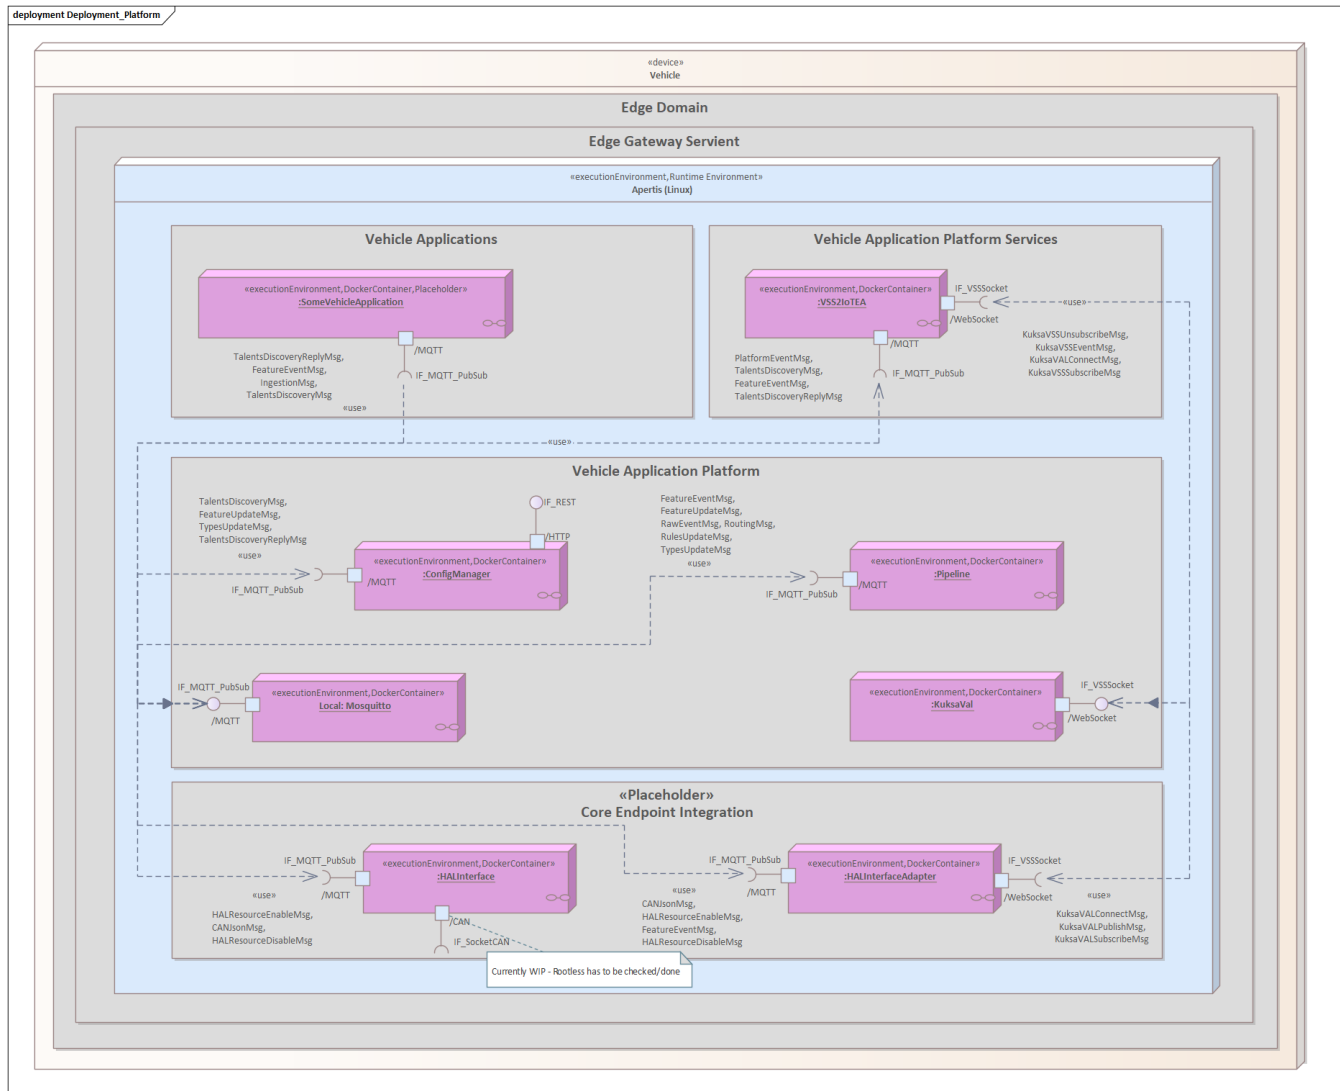 deployment Deployment_Platform
«device»
Vehicle
Edge Domain
Edge Gateway Servient
«executionEnvironment,Runtime Environment»
Apertis (Linux)
Vehicle Applications
«executionEnvironment,DockerContainer,Placeholder»
:SomeVehicleApplication
/MQTT
IF_MQTT_PubSub
TalentsDiscoveryReplyMsg,
FeatureEventMsg,
IngestionMsg,
TalentsDiscoveryMsg
«use»
Vehicle Application Platform Services
«executionEnvironment,DockerContainer»
:VSS2IoTEA
IF_VSSSocket
/WebSocket
«use»
KuksaVSSUnsubscribeMsg,
KuksaVSSEventMsg,
KuksaVALConnectMsg,
KuksaVSSSubscribeMsg
/MQTT
IF_MQTT_PubSub
PlatformEventMsg,
TalentsDiscoveryMsg,
FeatureEventMsg,
TalentsDiscoveryReplyMsg
«use»
Vehicle Application Platform
TalentsDiscoveryMsg,
FeatureUpdateMsg,
TypesUpdateMsg,
TalentsDiscoveryReplyMsg
«use»
IF_MQTT_PubSub
IF_REST
/HTTP
«executionEnvironment,DockerContainer»
:ConfigManager
/MQTT
FeatureEventMsg,
FeatureUpdateMsg,
RawEventMsg, RoutingMsg,
RulesUpdateMsg,
TypesUpdateMsg
«use»
IF_MQTT_PubSub
«executionEnvironment,DockerContainer»
:Pipeline
/MQTT
IF_MQTT_PubSub
/MQTT
«executionEnvironment,DockerContainer»
Local: Mosquitto
«executionEnvironment,DockerContainer»
:KuksaVal
IF_VSSSocket
/WebSocket
«Placeholder»
Core Endpoint Integration
IF_MQTT_PubSub
/MQTT
«executionEnvironment,DockerContainer»
:HALInterface
«use»
HALResourceEnableMsg,
CANJsonMsg,
HALResourceDisableMsg
/CAN
IF_SocketCAN
Currently WIP - Rootless has to be checked/done
IF_MQTT_PubSub
/MQTT
«executionEnvironment,DockerContainer»
:HALInterfaceAdapter
«use»
CANJsonMsg,
HALResourceEnableMsg,
FeatureEventMsg,
HALResourceDisableMsg
IF_VSSSocket
/WebSocket
«use»
KuksaVALConnectMsg,
KuksaVALPublishMsg,
KuksaVALSubscribeMsg